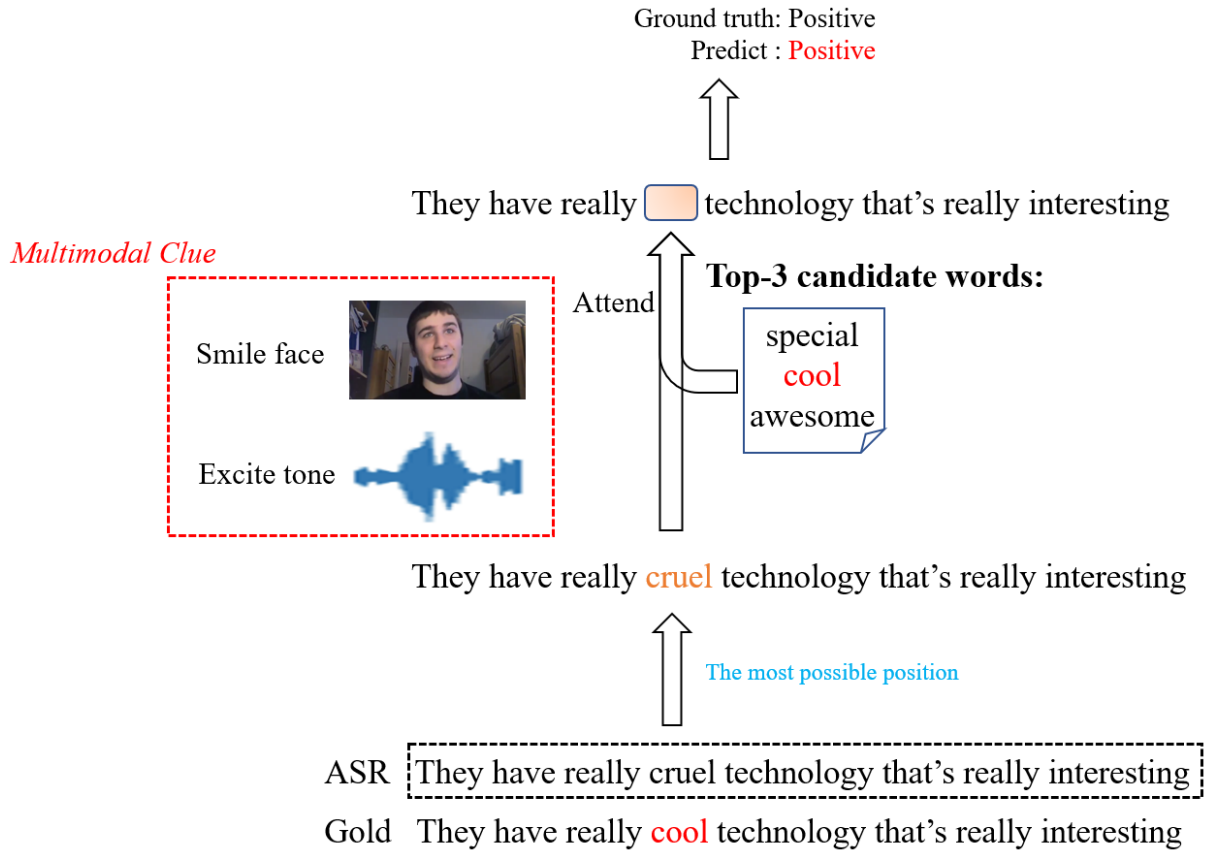 Ground truth: Positive
Predict : Positive
They have really technology that's really interesting
Multimodal Clue
Attend
Top-3 candidate words:
Smile face
special
cool
awesome
Excite tone
They have really cruel technology that's really interesting
The most possible position
ASR They have really cruel technology that's really interesting
Gold They have really cool technology that's really interesting